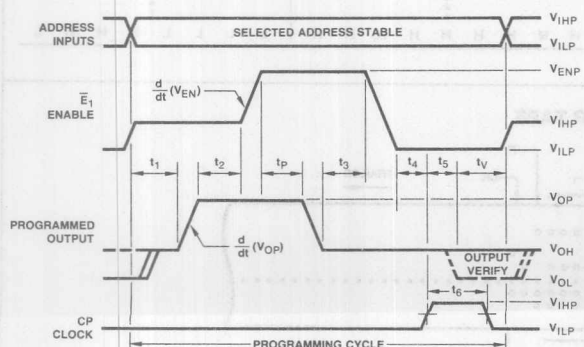 ADDRESS
INPUTS
SELECTED ADDRESS STABLE
VIHP
VILP
VENP
d/dt (VEN)
E̅1
ENABLE
VIHP
VILP
t1 t2 tP t3 t4 t5 tV
VOP
PROGRAMMED
OUTPUT
d/dt (VOP)
VOH
OUTPUT
VERIFY
VOL
t6
VIHP
CP
CLOCK
VILP
PROGRAMMING CYCLE